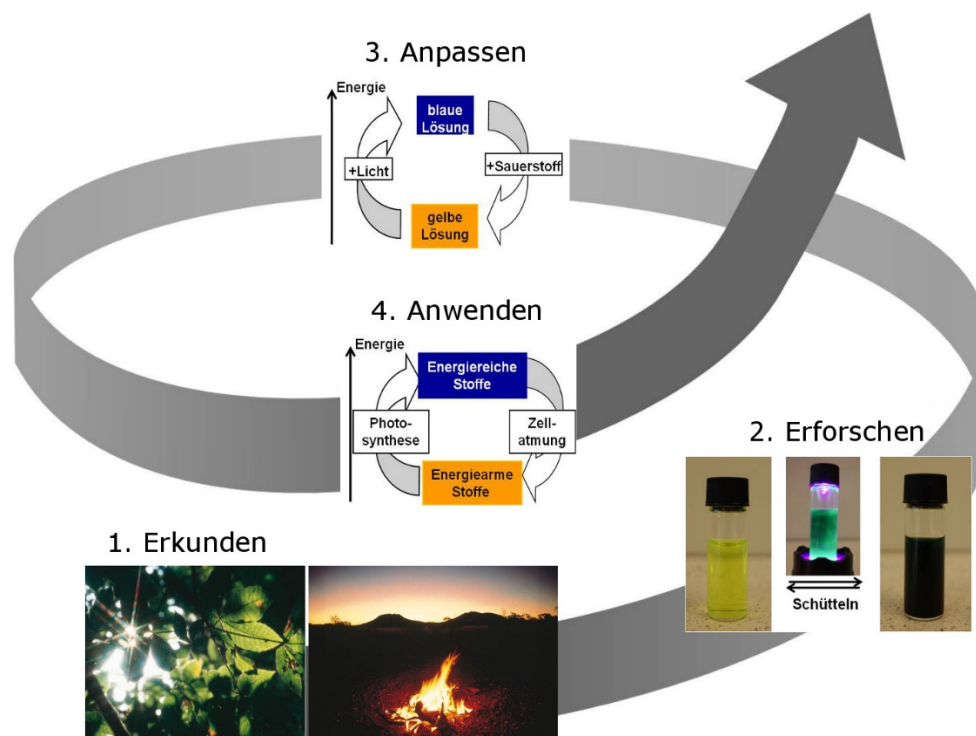 3. Anpassen
Energie
blaue
Lösung
+Licht
+Sauerstoff
gelbe
Lösung
4. Anwenden
Energie
Energiereiche
Stoffe
Photo-
synthese
Zell-
atmung
Energiearme
Stoffe
2. Erforschen
Schütteln
1. Erkunden